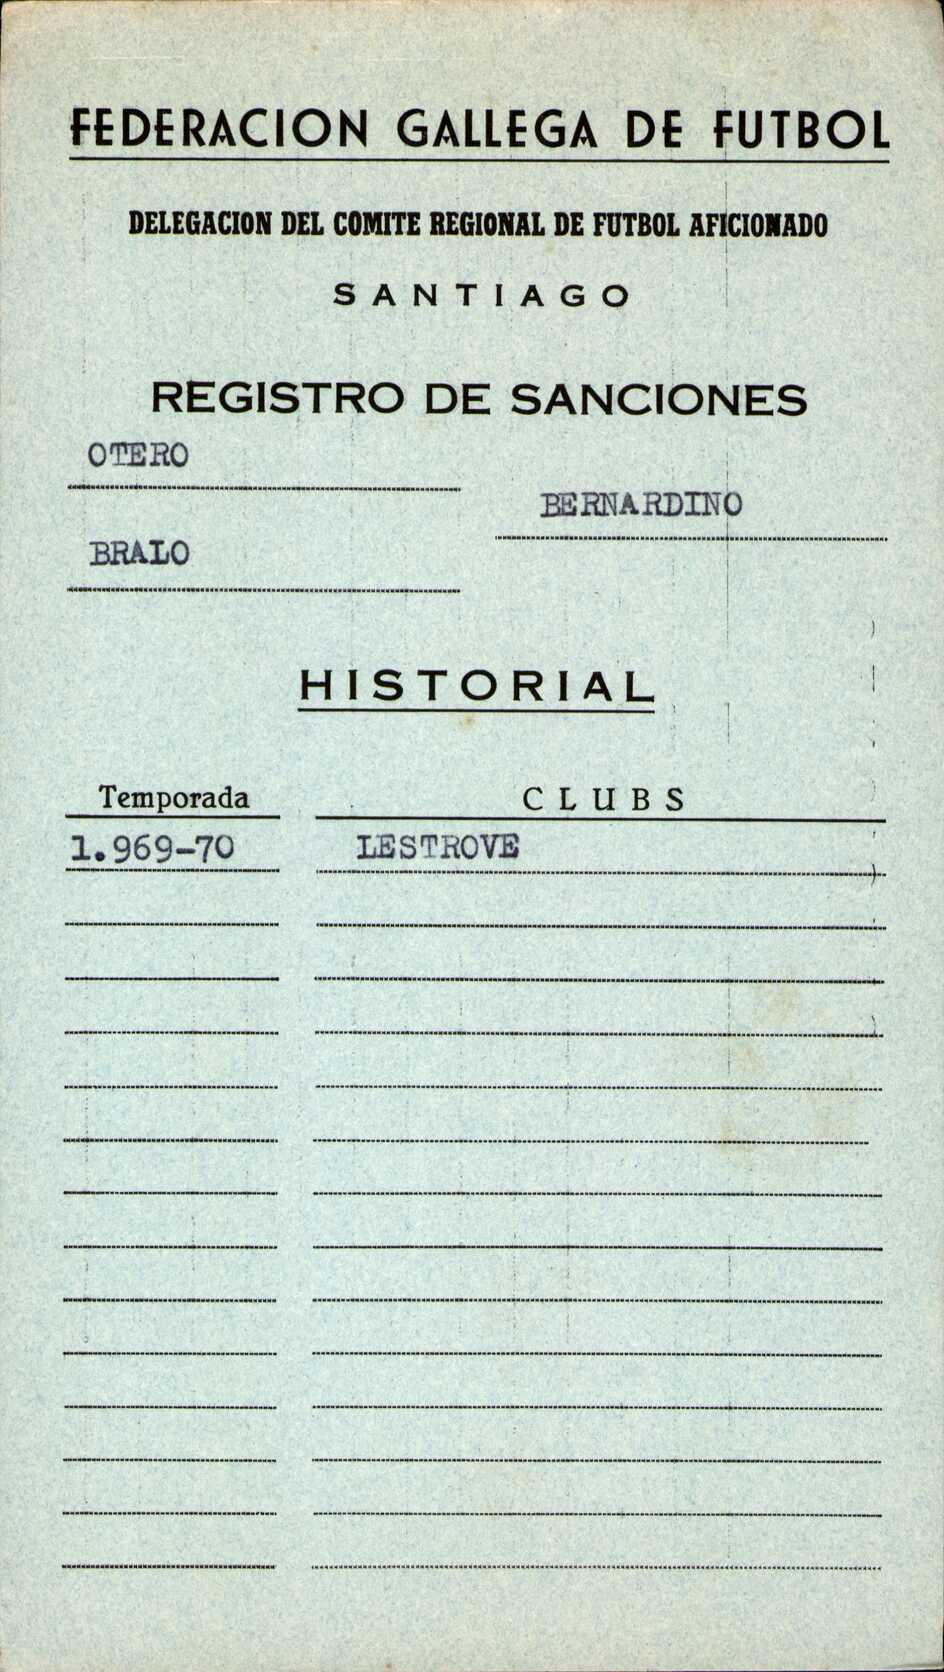 FEDERACION GALLEGA DE FUTBOL
DELEGACION DEL COMITE REGIONAL DE FUTBOL AFICIONADO
SANTIAGO
REGISTRO DE SANCIONES
OTERO
BERNARDINO
BRALO
HISTORIAL
Temporada CLUBS
1.969-70 LESTROVE